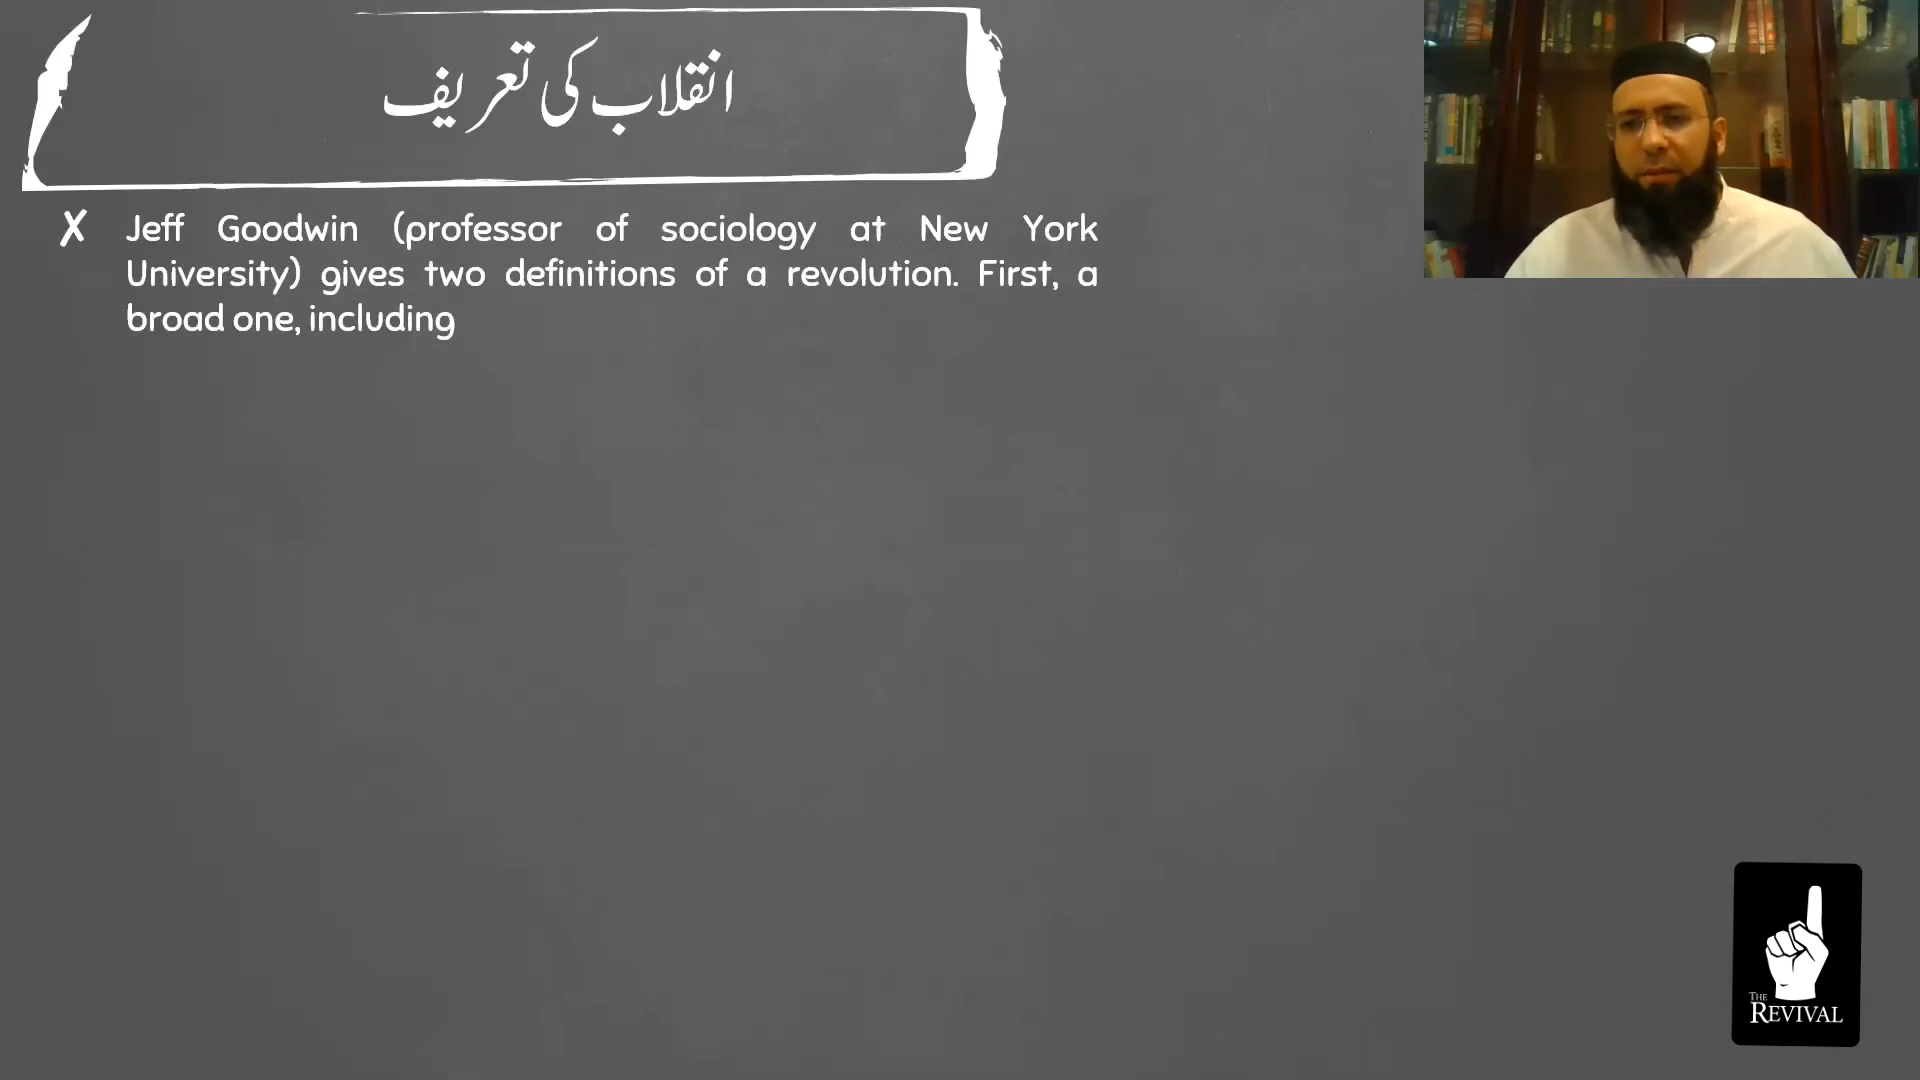 انقلاب کی تعریف
✗ Jeff Goodwin (professor of sociology at New York
University) gives two definitions of a revolution. First, a
broad one, including
THE
REVIVAL